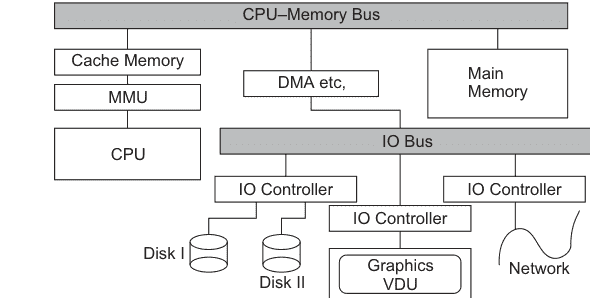 CPU–Memory Bus
Cache Memory
MMU
CPU
DMA etc,
Main
Memory
IO Bus
IO Controller
IO Controller
IO Controller
Disk I
Disk II
Graphics
VDU
Network